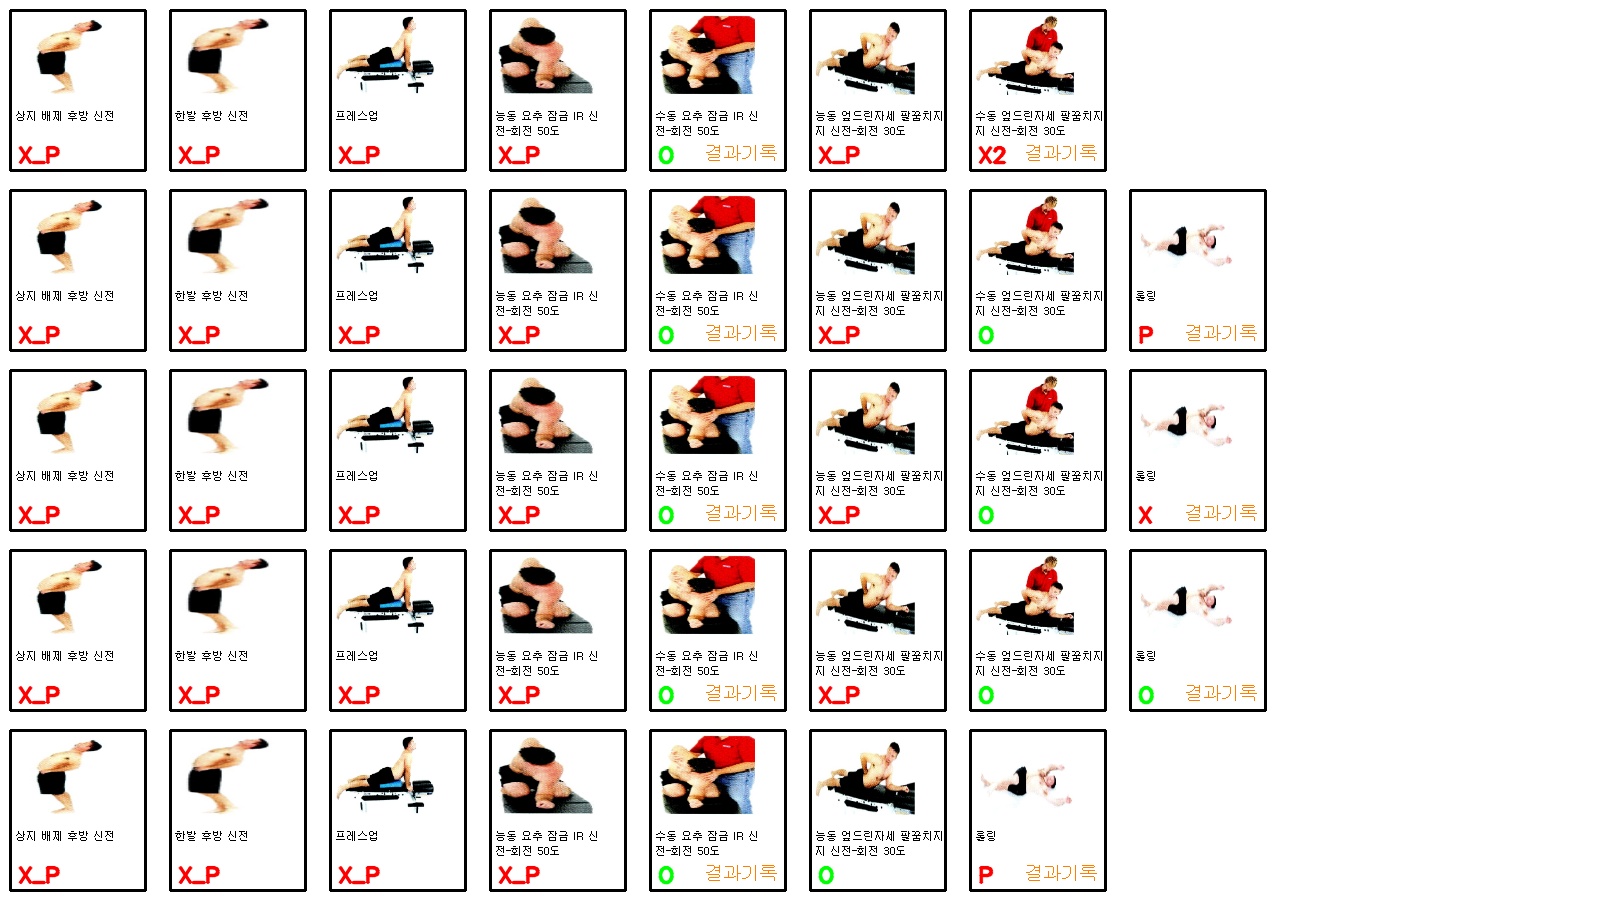 상지 배제 후방 신전
X_P
한발 후방 신전
X_P
프레스업
X_P
능동 요추 잠금 IR 신
전-회전 50도
X_P
수동 요추 잠금 IR 신
전-회전 50도
O 결과기록
능동 엎드린자세 팔꿈치지
지 신전-회전 30도
X_P
수동 엎드린자세 팔꿈치지
지 신전-회전 30도
X2 결과기록
상지 배제 후방 신전
X_P
한발 후방 신전
X_P
프레스업
X_P
능동 요추 잠금 IR 신
전-회전 50도
X_P
수동 요추 잠금 IR 신
전-회전 50도
O 결과기록
능동 엎드린자세 팔꿈치지
지 신전-회전 30도
X_P
수동 엎드린자세 팔꿈치지
지 신전-회전 30도
O
롤링
P 결과기록
상지 배제 후방 신전
X_P
한발 후방 신전
X_P
프레스업
X_P
능동 요추 잠금 IR 신
전-회전 50도
X_P
수동 요추 잠금 IR 신
전-회전 50도
O 결과기록
능동 엎드린자세 팔꿈치지
지 신전-회전 30도
X_P
수동 엎드린자세 팔꿈치지
지 신전-회전 30도
O
롤링
X 결과기록
상지 배제 후방 신전
X_P
한발 후방 신전
X_P
프레스업
X_P
능동 요추 잠금 IR 신
전-회전 50도
X_P
수동 요추 잠금 IR 신
전-회전 50도
O 결과기록
능동 엎드린자세 팔꿈치지
지 신전-회전 30도
X_P
수동 엎드린자세 팔꿈치지
지 신전-회전 30도
O
롤링
O 결과기록
상지 배제 후방 신전
X_P
한발 후방 신전
X_P
프레스업
X_P
능동 요추 잠금 IR 신
전-회전 50도
X_P
수동 요추 잠금 IR 신
전-회전 50도
O 결과기록
능동 엎드린자세 팔꿈치지
지 신전-회전 30도
O
롤링
P 결과기록